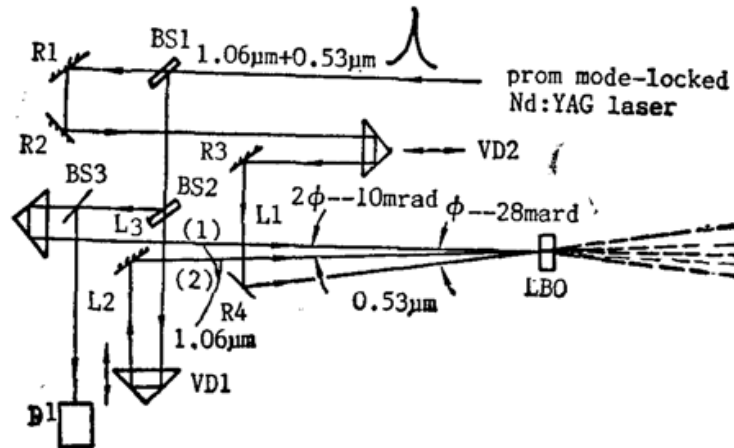 BS1
R1
1.06μm+0.53μm
prom mode-locked
Nd:YAG laser
R2
R3
VD2
BS3
BS2
2φ--10mrad
φ--28mard
L3
L1
(1)
(2)
L2
R4
0.53μm
LBO
1.06μm
VD1
D1